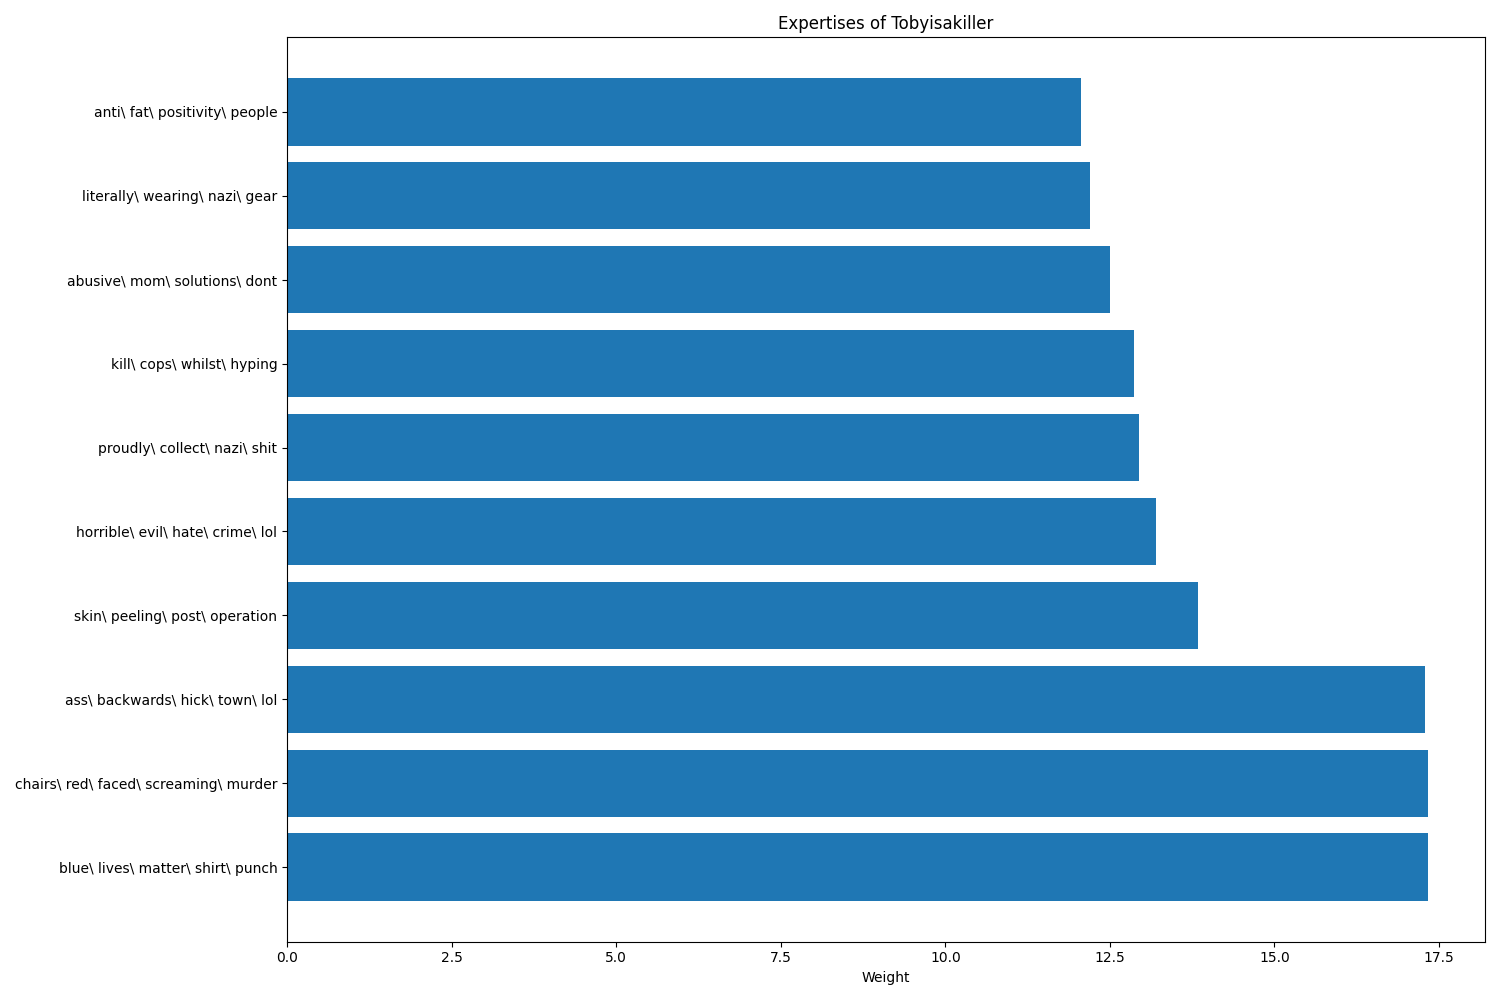 Expertises of Tobyisakiller
anti\ fat\ positivity\ people
literally\ wearing\ nazi\ gear
abusive\ mom\ solutions\ dont
kill\ cops\ whilst\ hyping
proudly\ collect\ nazi\ shit
horrible\ evil\ hate\ crime\ lol
skin\ peeling\ post\ operation
ass\ backwards\ hick\ town\ lol
chairs\ red\ faced\ screaming\ murder
blue\ lives\ matter\ shirt\ punch
0.0 2.5 5.0 7.5 10.0 12.5 15.0 17.5
Weight